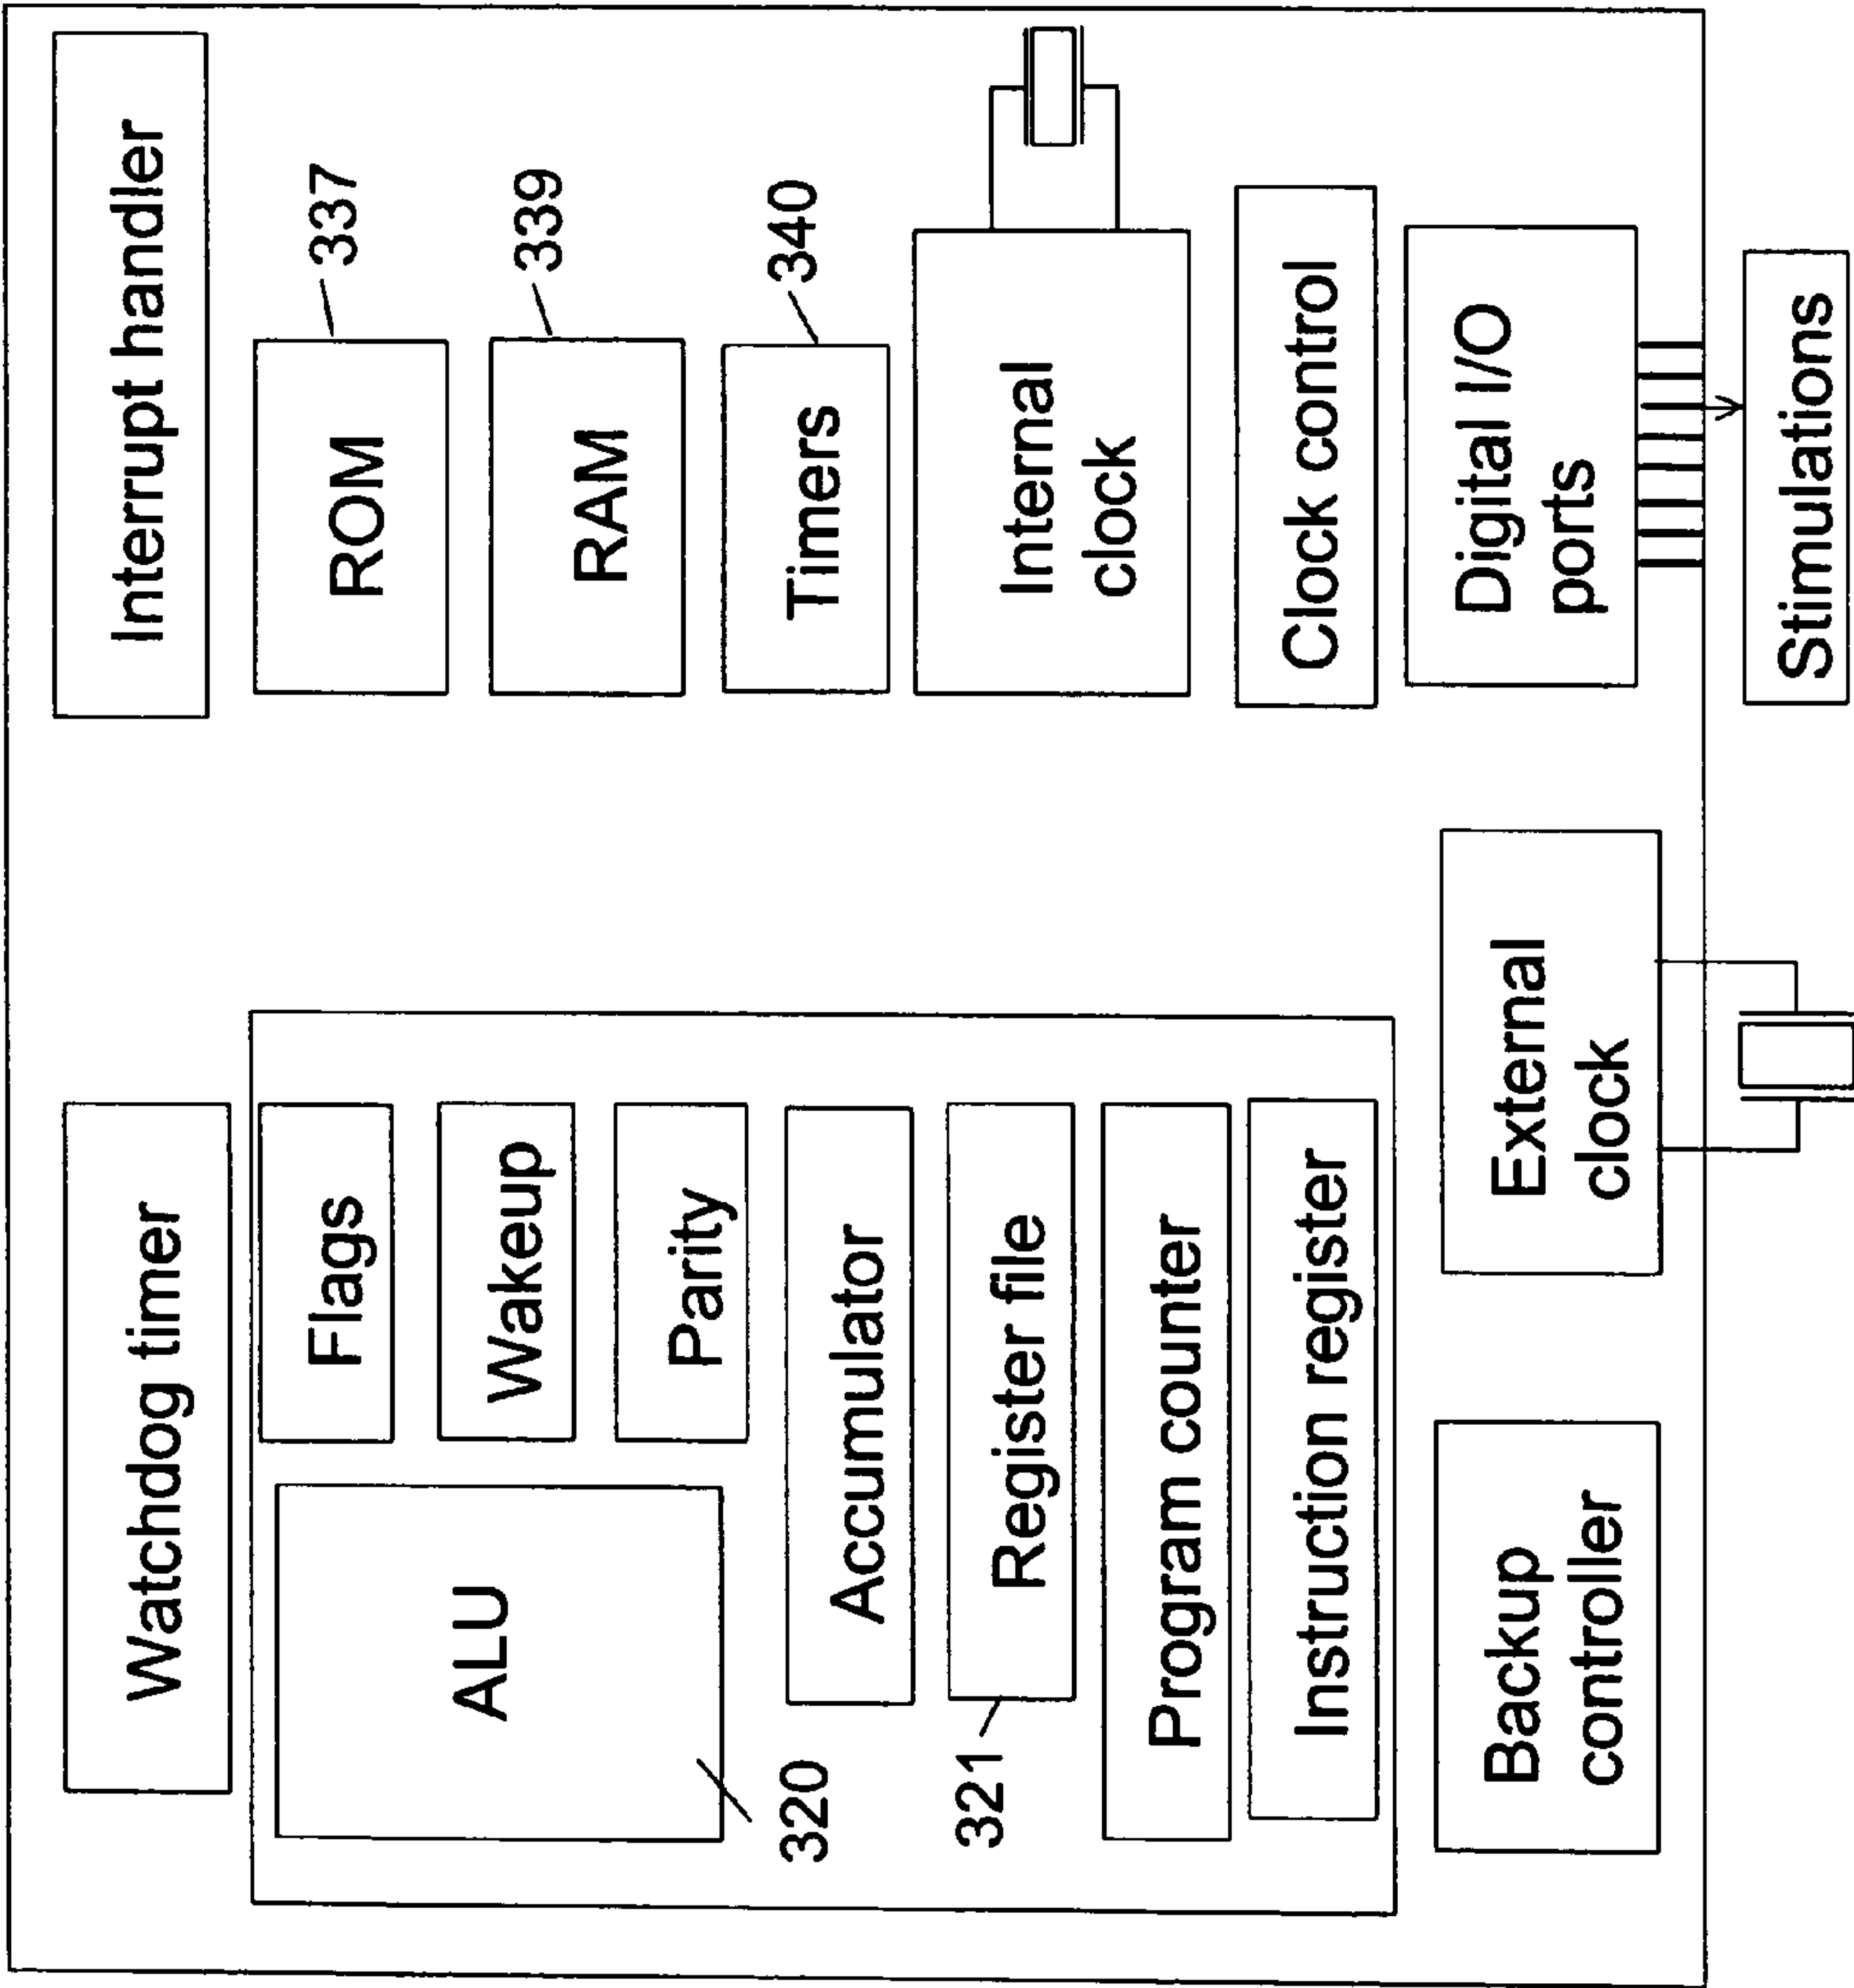 Watchdog timer
Interrupt handler
ALU
Flags
Wakeup
Parity
320
Accumulator
Register file
321
Program counter
Instruction register
ROM
337
RAM
339
Timers
340
Internal
clock
Clock control
Digital I/O
ports
Backup
controller
External
clock
Stimulations